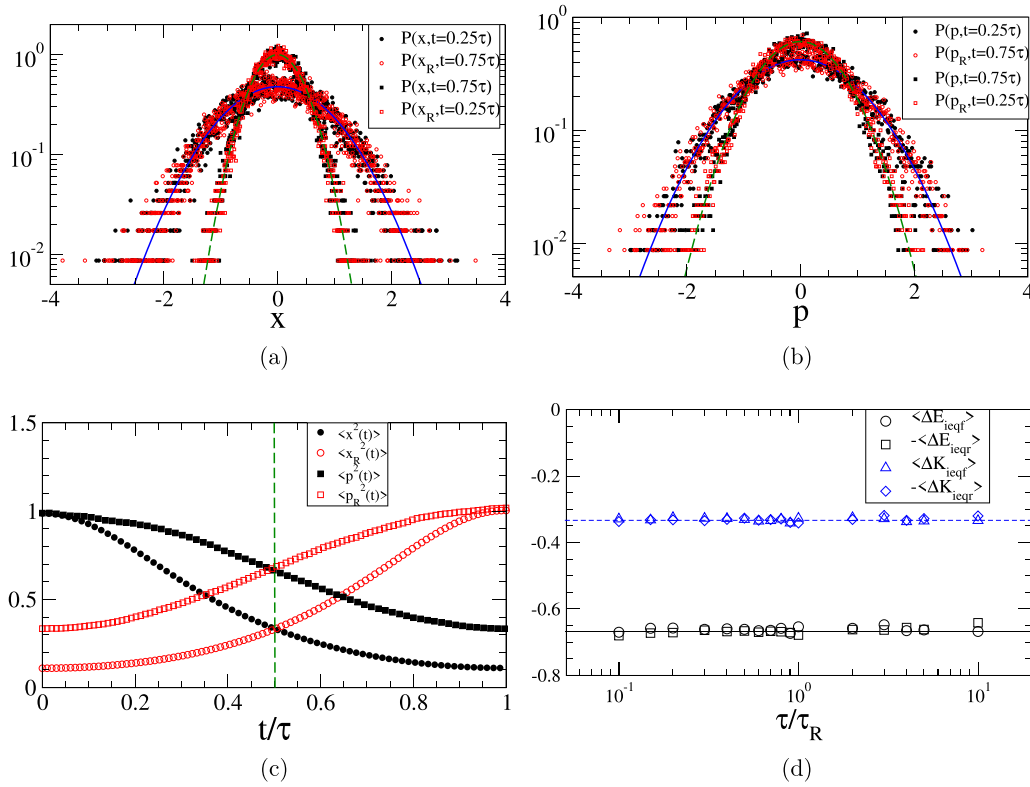 10^0
10^-1
10^-2
-4 -2 0 2 4
x
P(x,t=0.25τ)
P(x_R,t=0.75τ)
P(x,t=0.75τ)
P(x_R,t=0.25τ)
(a)
10^0
10^-1
10^-2
-4 -2 0 2 4
p
P(p,t=0.25τ)
P(p_R,t=0.75τ)
P(p,t=0.75τ)
P(p_R,t=0.25τ)
(b)
1.5
1
0.5
0
0 0.2 0.4 0.6 0.8 1
t/τ
<x^2(t)>
<x_R^2(t)>
<p^2(t)>
<p_R^2(t)>
(c)
0
-0.2
-0.4
-0.6
-0.8
10^-1 10^0 10^1
τ/τ_R
<ΔE_ieqf>
-<ΔE_ieqr>
<ΔK_ieqf>
-<ΔK_ieqr>
(d)